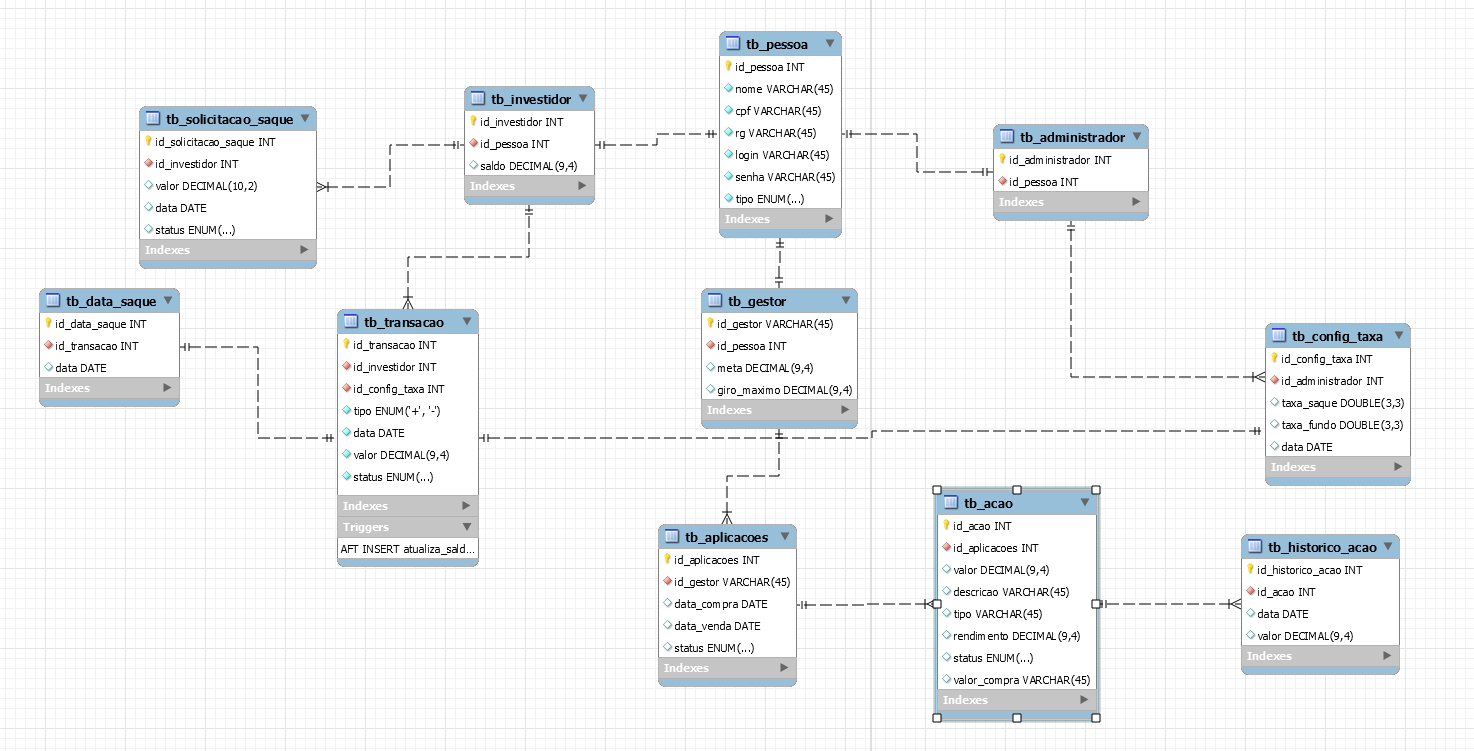 tb_pessoa
id_pessoa INT
nome VARCHAR(45)
cpf VARCHAR(45)
rg VARCHAR(45)
login VARCHAR(45)
senha VARCHAR(45)
tipo ENUM(...)
Indexes
tb_investidor
id_investidor INT
id_pessoa INT
saldo DECIMAL(9,4)
Indexes
tb_solicitacao_saque
id_solicitacao_saque INT
id_investidor INT
valor DECIMAL(10,2)
data DATE
status ENUM(...)
Indexes
tb_administrador
id_administrador INT
id_pessoa INT
Indexes
tb_data_saque
id_data_saque INT
id_transacao INT
data DATE
Indexes
tb_transacao
id_transacao INT
id_investidor INT
id_config_taxa INT
tipo ENUM('+', '-')
data DATE
valor DECIMAL(9,4)
status ENUM(...)
Indexes
Triggers
AFT INSERT atualiza_sald...
tb_gestor
id_gestor VARCHAR(45)
id_pessoa INT
meta DECIMAL(9,4)
giro_maximo DECIMAL(9,4)
Indexes
tb_config_taxa
id_config_taxa INT
id_administrador INT
taxa_saque DOUBLE(3,3)
taxa_fundo DOUBLE(3,3)
data DATE
Indexes
tb_aplicacoes
id_aplicacoes INT
id_gestor VARCHAR(45)
data_compra DATE
data_venda DATE
status ENUM(...)
Indexes
tb_acao
id_acao INT
id_aplicacoes INT
valor DECIMAL(9,4)
descricao VARCHAR(45)
tipo VARCHAR(45)
rendimento DECIMAL(9,4)
status ENUM(...)
valor_compra VARCHAR(45)
Indexes
tb_historico_acao
id_historico_acao INT
id_acao INT
data DATE
valor DECIMAL(9,4)
Indexes